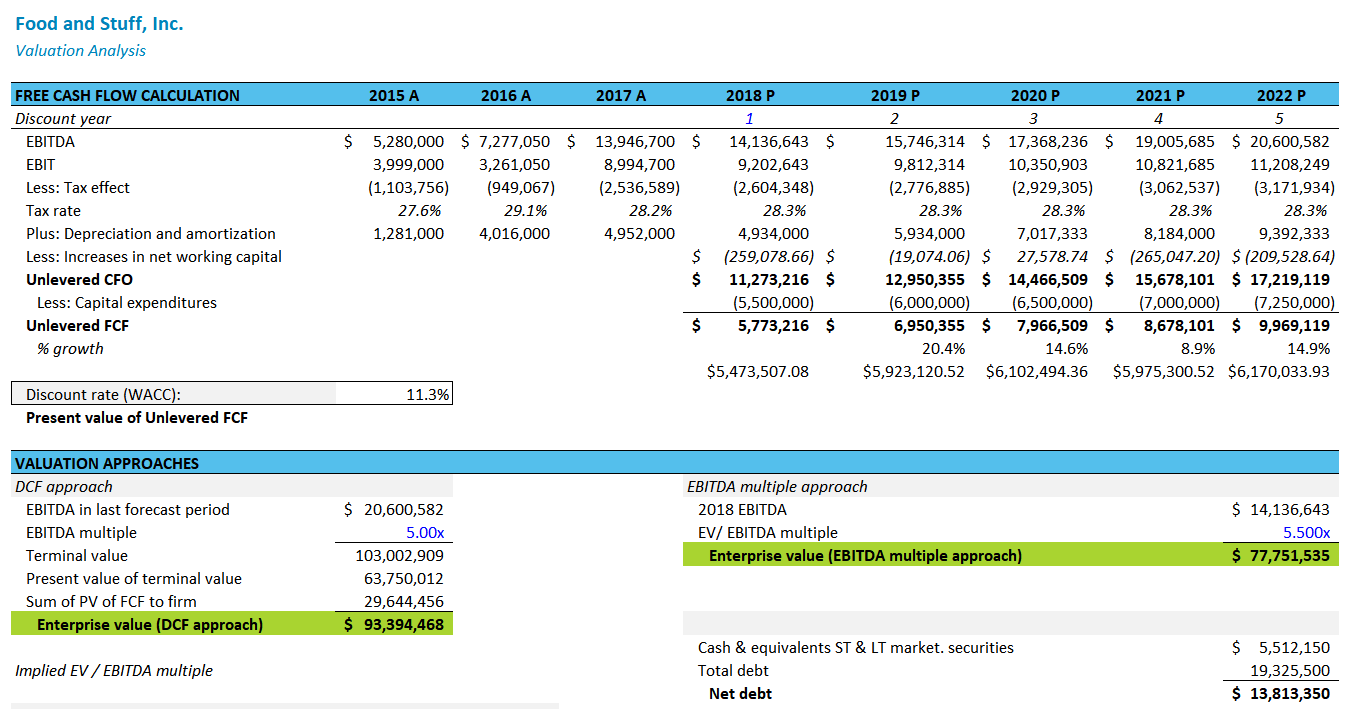 Food and Stuff, Inc.
Valuation Analysis
FREE CASH FLOW CALCULATION 2015 A 2016 A 2017 A 2018 P 2019 P 2020 P 2021 P 2022 P
Discount year 1 2 3 4 5
EBITDA $ 5,280,000 $ 7,277,050 $ 13,946,700 $ 14,136,643 $ 15,746,314 $ 17,368,236 $ 19,005,685 $ 20,600,582
EBIT 3,999,000 3,261,050 8,994,700 9,202,643 9,812,314 10,350,903 10,821,685 11,208,249
Less: Tax effect (1,103,756) (949,067) (2,536,589) (2,604,348) (2,776,885) (2,929,305) (3,062,537) (3,171,934)
Tax rate 27.6% 29.1% 28.2% 28.3% 28.3% 28.3% 28.3% 28.3%
Plus: Depreciation and amortization 1,281,000 4,016,000 4,952,000 4,934,000 5,934,000 7,017,333 8,184,000 9,392,333
Less: Increases in net working capital $ (259,078.66) $ (19,074.06) $ 27,578.74 $ (265,047.20) $ (209,528.64)
Unlevered CFO $ 11,273,216 $ 12,950,355 $ 14,466,509 $ 15,678,101 $ 17,219,119
Less: Capital expenditures (5,500,000) (6,000,000) (6,500,000) (7,000,000) (7,250,000)
Unlevered FCF $ 5,773,216 $ 6,950,355 $ 7,966,509 $ 8,678,101 $ 9,969,119
% growth 20.4% 14.6% 8.9% 14.9%
$5,473,507.08 $5,923,120.52 $6,102,494.36 $5,975,300.52 $6,170,033.93
Discount rate (WACC): 11.3%
Present value of Unlevered FCF
VALUATION APPROACHES
DCF approach
EBITDA in last forecast period $ 20,600,582
EBITDA multiple 5.00x
Terminal value 103,002,909
Present value of terminal value 63,750,012
Sum of PV of FCF to firm 29,644,456
Enterprise value (DCF approach) $ 93,394,468
Implied EV / EBITDA multiple
EBITDA multiple approach
2018 EBITDA $ 14,136,643
EV/ EBITDA multiple 5.500x
Enterprise value (EBITDA multiple approach) $ 77,751,535
Cash & equivalents ST & LT market. securities $ 5,512,150
Total debt 19,325,500
Net debt $ 13,813,350